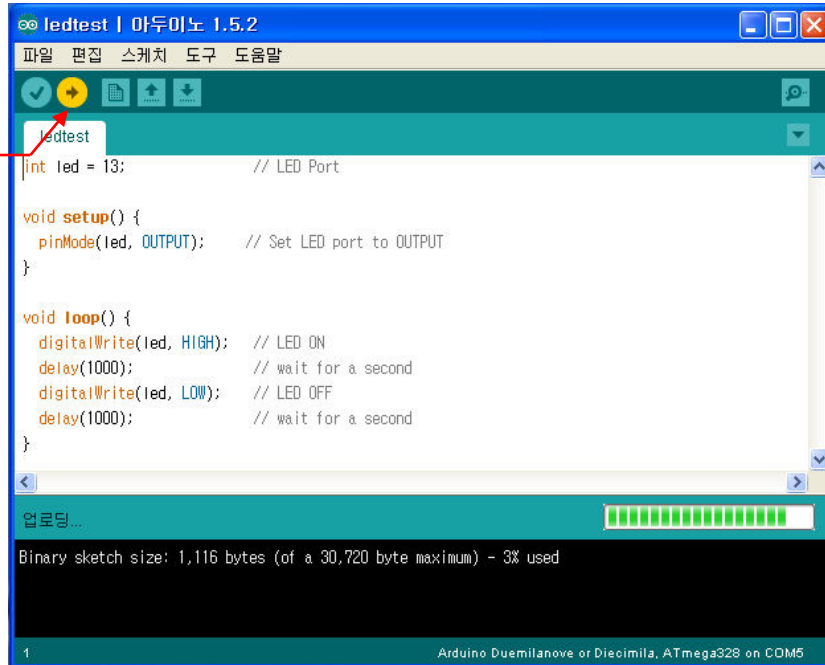 ledtest | 아두이노 1.5.2
파일 편집 스케치 도구 도움말
ledtest
int led = 13; // LED Port
void setup() {
pinMode(led, OUTPUT); // Set LED port to OUTPUT
}
void loop() {
digitalWrite(led, HIGH); // LED ON
delay(1000); // wait for a second
digitalWrite(led, LOW); // LED OFF
delay(1000); // wait for a second
}
업로딩...
Binary sketch size: 1,116 bytes (of a 30,720 byte maximum) - 3% used
1 Arduino Duemilanove or Diecimila, ATmega328 on COM5